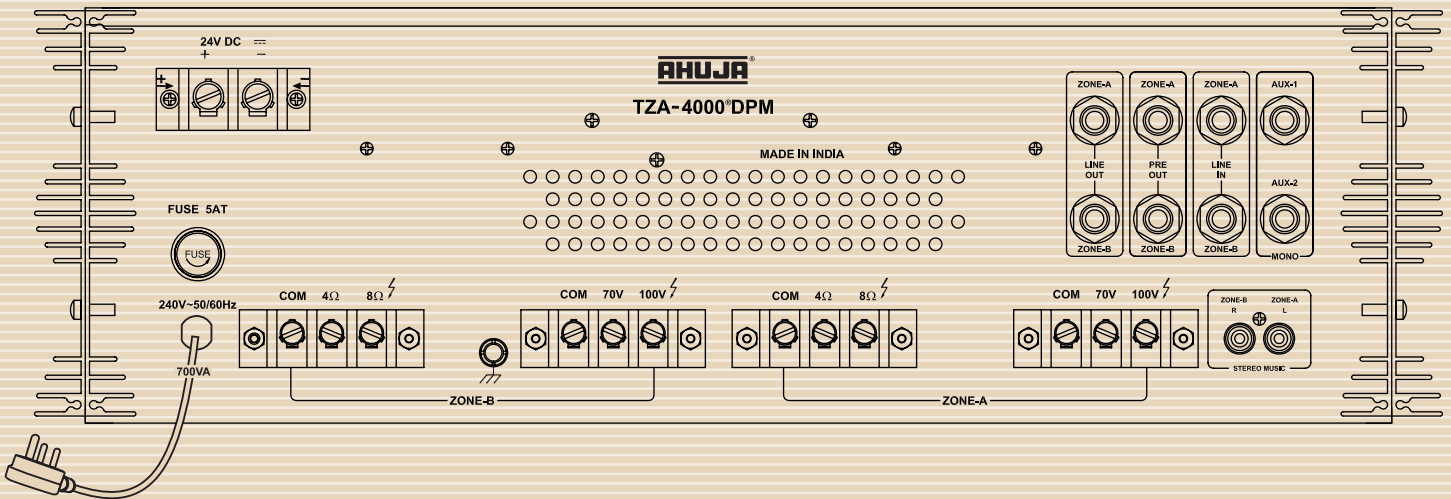 24V DC ⎓
+ −
+ −
AHUJA®
TZA-4000®DPM
MADE IN INDIA
ZONE-A
LINE
OUT
ZONE-B
ZONE-A
PRE
OUT
ZONE-B
ZONE-A
LINE
IN
ZONE-B
AUX-1
AUX-2
MONO
FUSE 5AT
FUSE
240V~50/60Hz
700VA
COM 4Ω 8Ω
COM 70V 100V
ZONE-B
COM 4Ω 8Ω
COM 70V 100V
ZONE-A
ZONE-B ZONE-A
R L
STEREO MUSIC